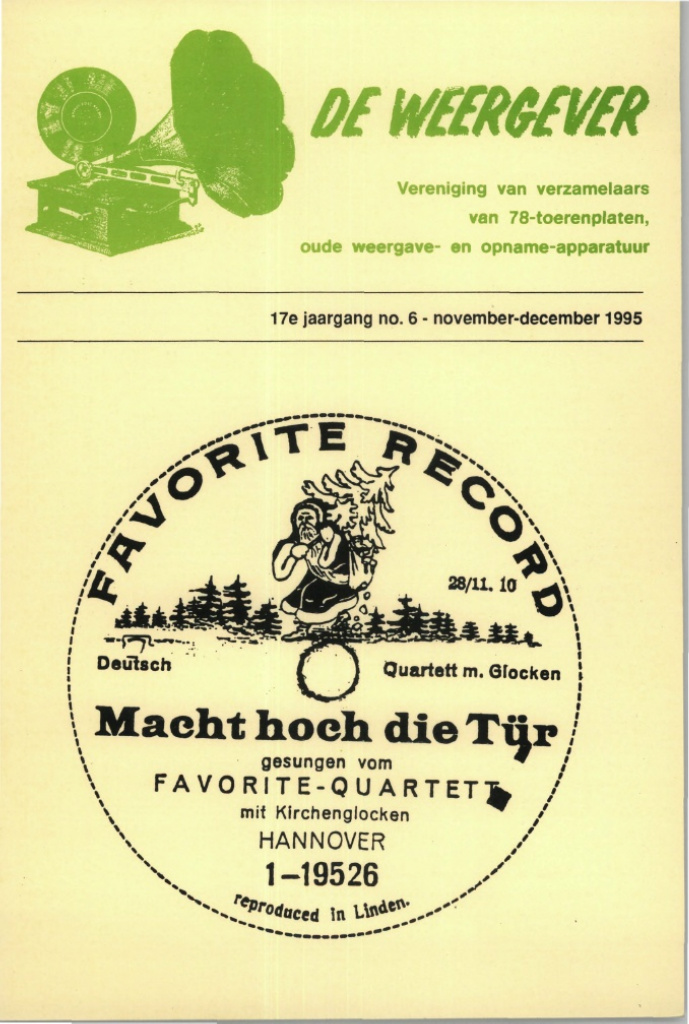 DE WEERGEVER
Vereniging van verzamelaars
van 78-toerenplaten,
oude weergave- en opname-apparatuur
17e jaargang no. 6 - november-december 1995
FAVORITE RECORD
28/11. 10
Deutsch
Quartett m. Glocken
Macht hoch die Tür
gesungen vom
FAVORITE-QUARTETT
mit Kirchenglocken
HANNOVER
1-19526
reproduced in Linden.